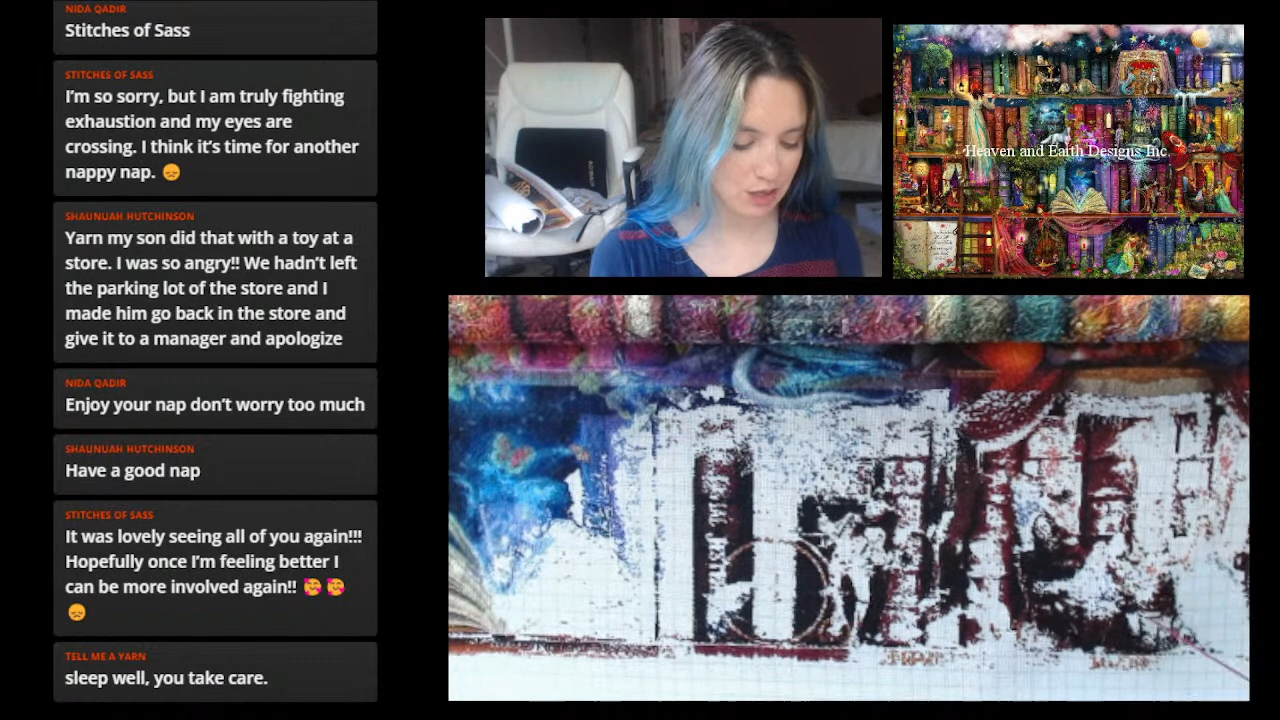 NIDA QADIR
Stitches of Sass
STITCHES OF SASS
I'm so sorry, but I am truly fighting
exhaustion and my eyes are
crossing. I think it's time for another
nappy nap. 😞
SHAUNUAH HUTCHINSON
Yarn my son did that with a toy at a
store. I was so angry!! We hadn't left
the parking lot of the store and I
made him go back in the store and
give it to a manager and apologize
NIDA QADIR
Enjoy your nap don't worry too much
SHAUNUAH HUTCHINSON
Have a good nap
STITCHES OF SASS
It was lovely seeing all of you again!!!
Hopefully once I'm feeling better I
can be more involved again!! 🥰 🥰
😞
TELL ME A YARN
sleep well, you take care.
Heaven and Earth Designs Inc.